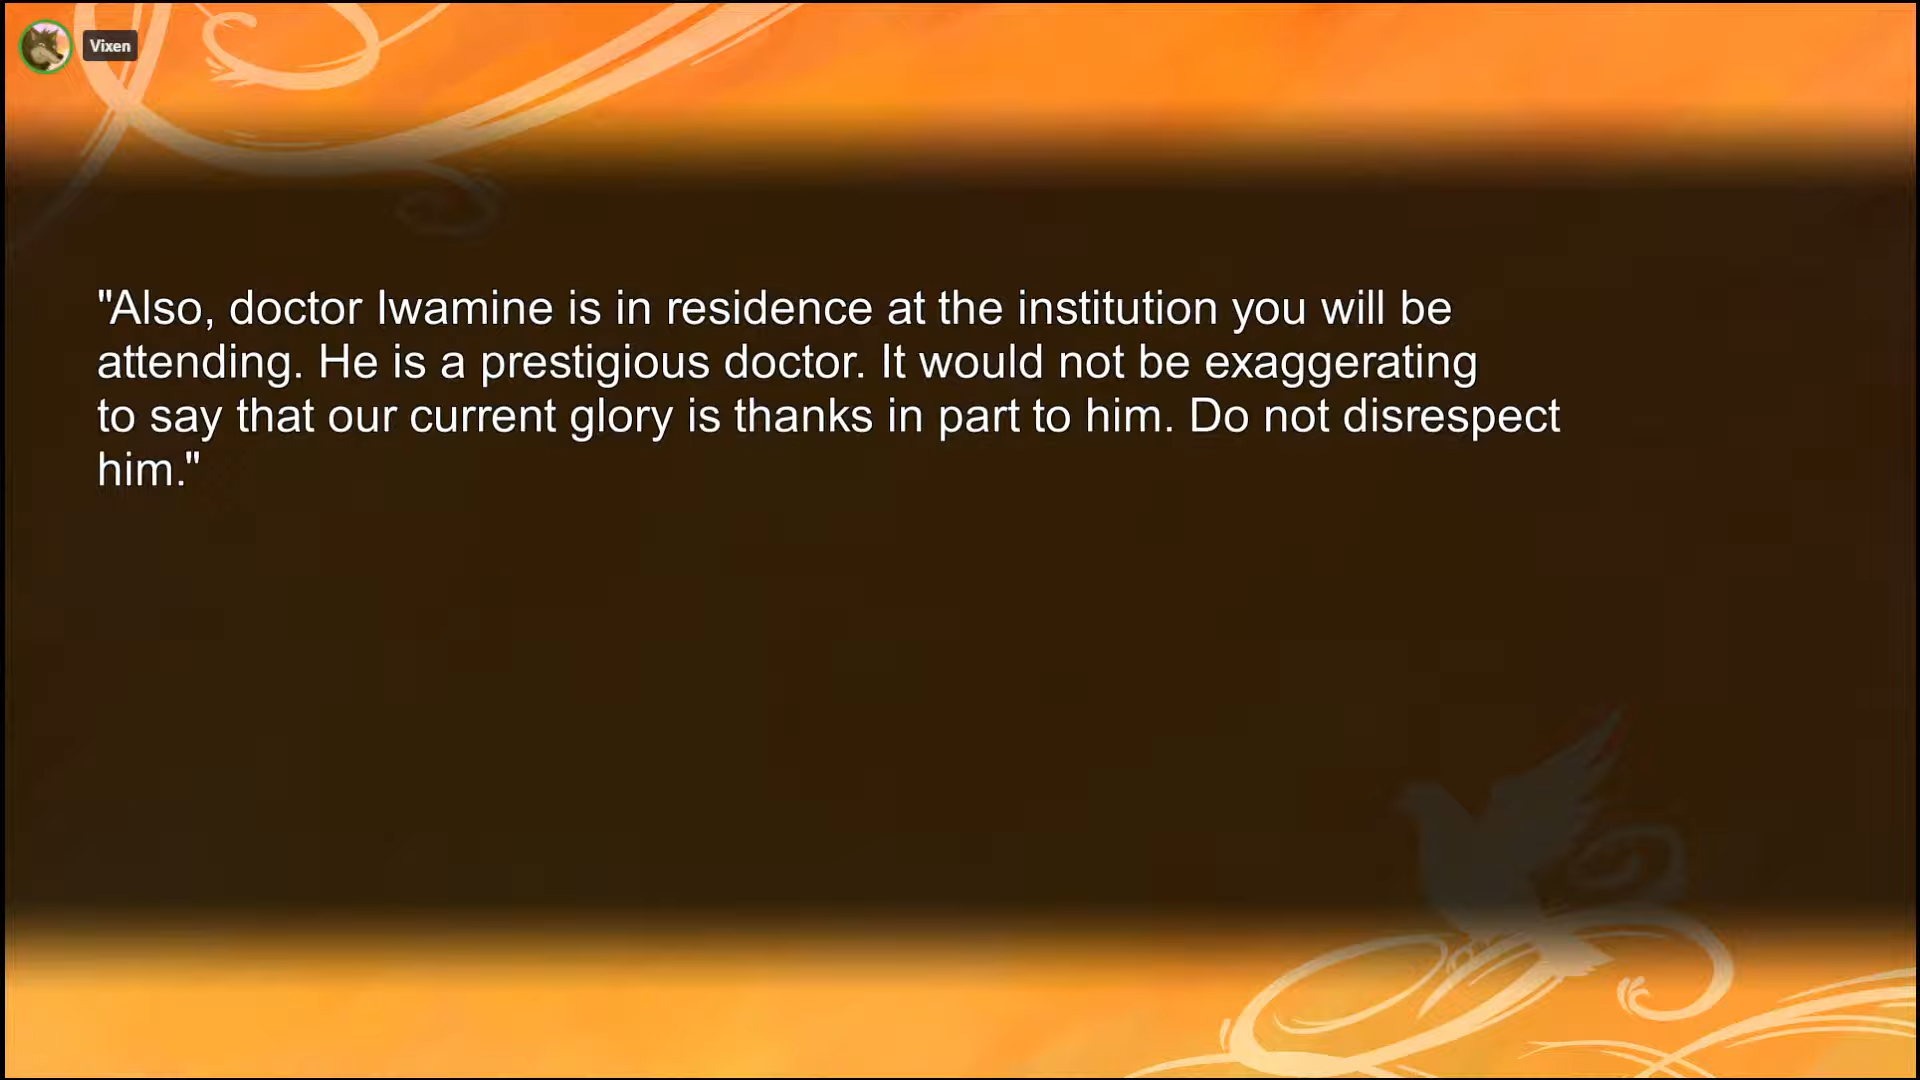 Vixen
"Also, doctor Iwamine is in residence at the institution you will be
attending. He is a prestigious doctor. It would not be exaggerating
to say that our current glory is thanks in part to him. Do not disrespect
him."